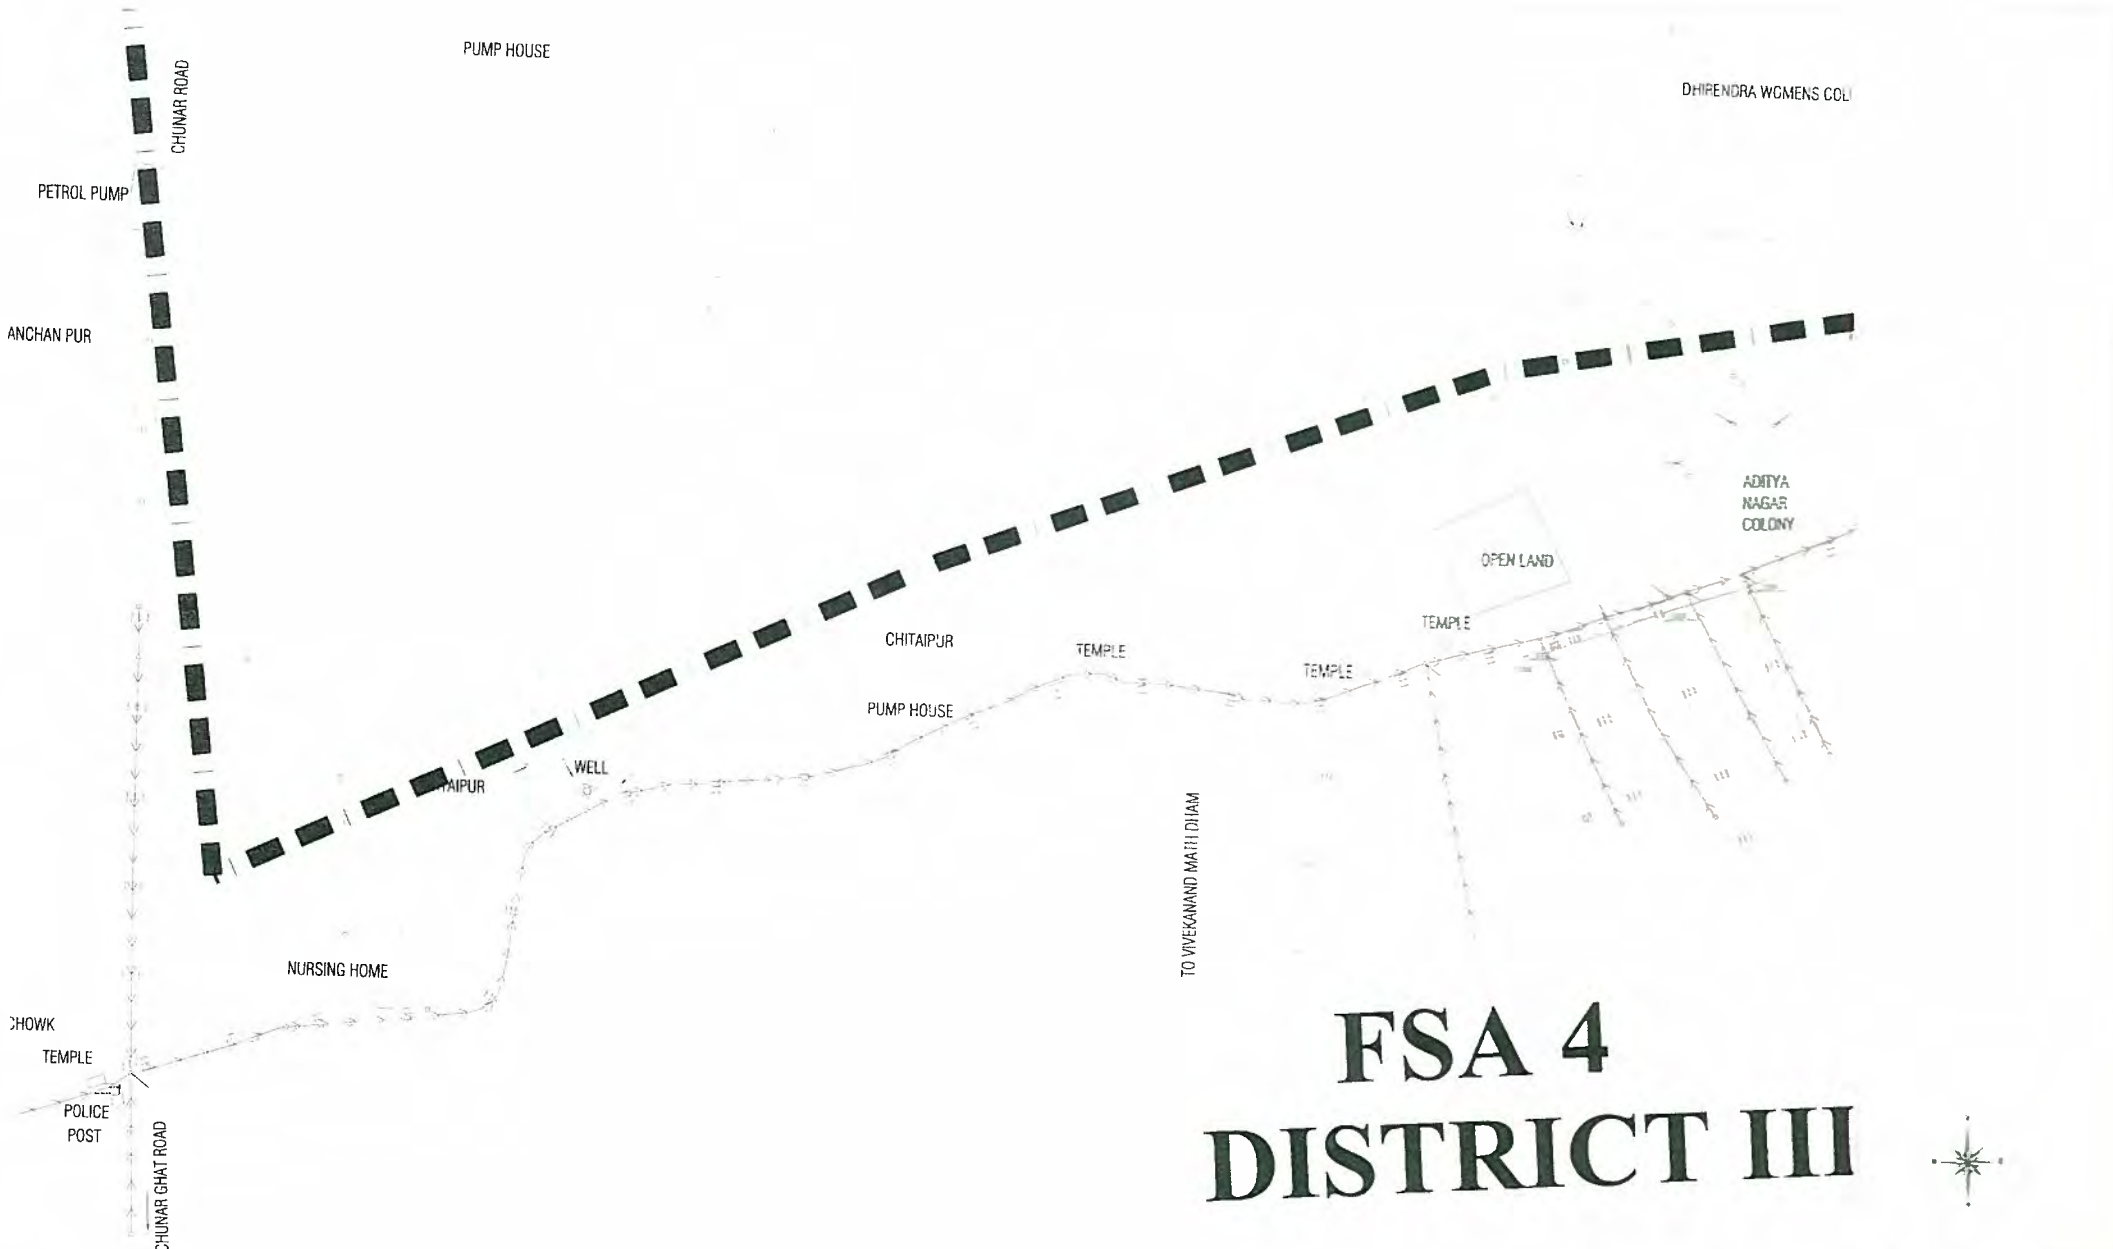 PUMP HOUSE
CHUNAR ROAD
DHIRENDRA WOMENS COL
PETROL PUMP
ANCHAN PUR
ADITYA
NAGAR
COLONY
OPEN LAND
TEMPLE
CHITAIPUR
TEMPLE
TEMPLE
PUMP HOUSE
WELL
AIPUR
TO VIVEKANAND MATH DHAM
NURSING HOME
CHOWK
TEMPLE
POLICE
POST
CHUNAR GHAT ROAD
FSA 4
DISTRICT III